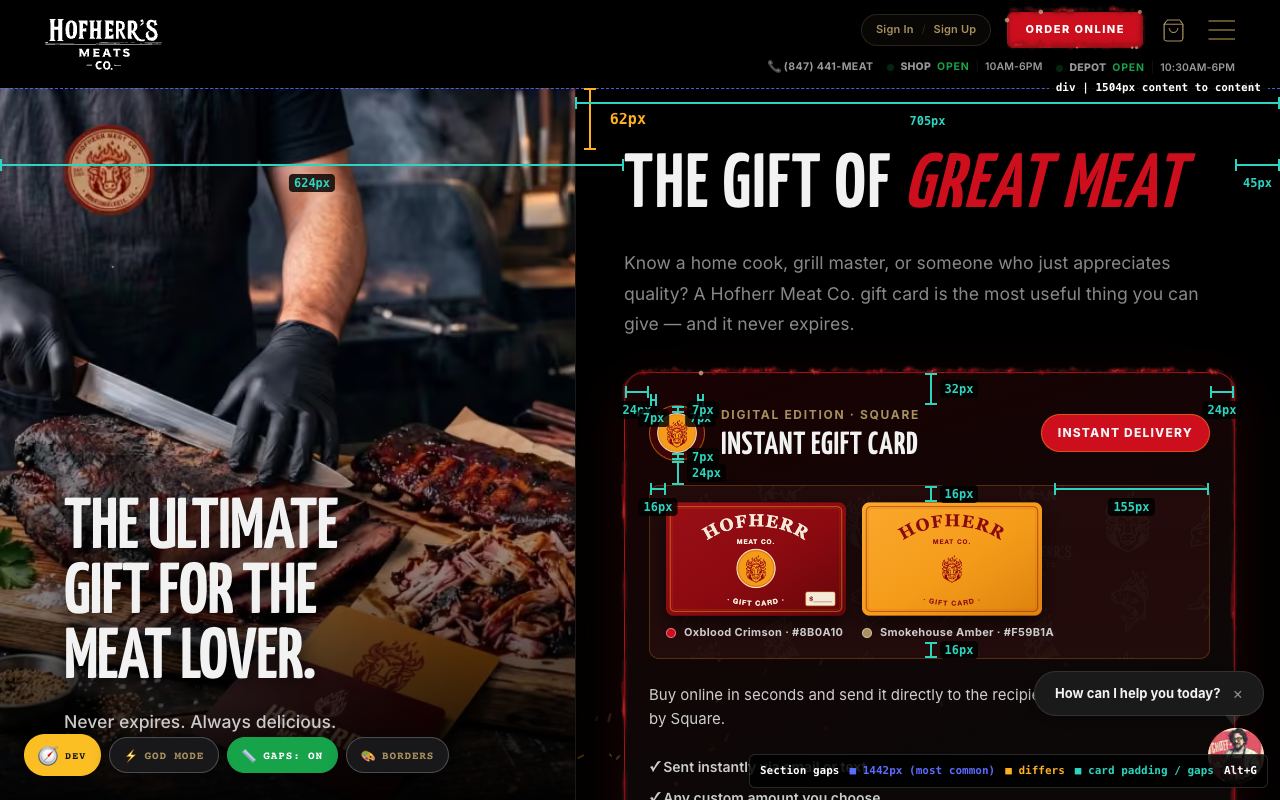 HOFHERR'S
MEATS
CO.
Sign In / Sign Up
ORDER ONLINE
(847) 441-MEAT
SHOP OPEN 10AM-6PM
DEPOT OPEN 10:30AM-6PM
div | 1504px content to content
62px
705px
624px
45px
THE GIFT OF GREAT MEAT
Know a home cook, grill master, or someone who just appreciates
quality? A Hofherr Meat Co. gift card is the most useful thing you can
give — and it never expires.
32px
24px
7px
7px
7px
24px
DIGITAL EDITION · SQUARE
INSTANT EGIFT CARD
INSTANT DELIVERY
7px
24px
16px
16px
155px
HOFHERR
MEAT CO.
· GIFT CARD ·
$
HOFHERR
MEAT CO.
· GIFT CARD ·
Oxblood Crimson · #8B0A10
Smokehouse Amber · #F59B1A
16px
Buy online in seconds and send it directly to the
by Square.
✓ Sent instantly
✓ Any custom amount you choose
THE ULTIMATE
GIFT FOR THE
MEAT LOVER.
Never expires. Always delicious.
DEV
GOD MODE
GAPS: ON
BORDERS
How can I help you today? ×
Section gaps 1442px (most common) differs card padding / gaps Alt+G